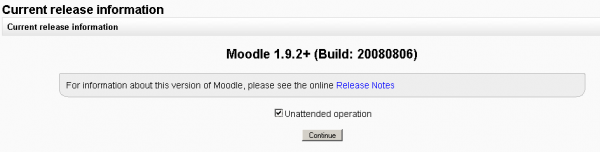 Current release information
Current release information
Moodle 1.9.2+ (Build: 20080806)
For information about this version of Moodle, please see the online Release Notes
Unattended operation
Continue